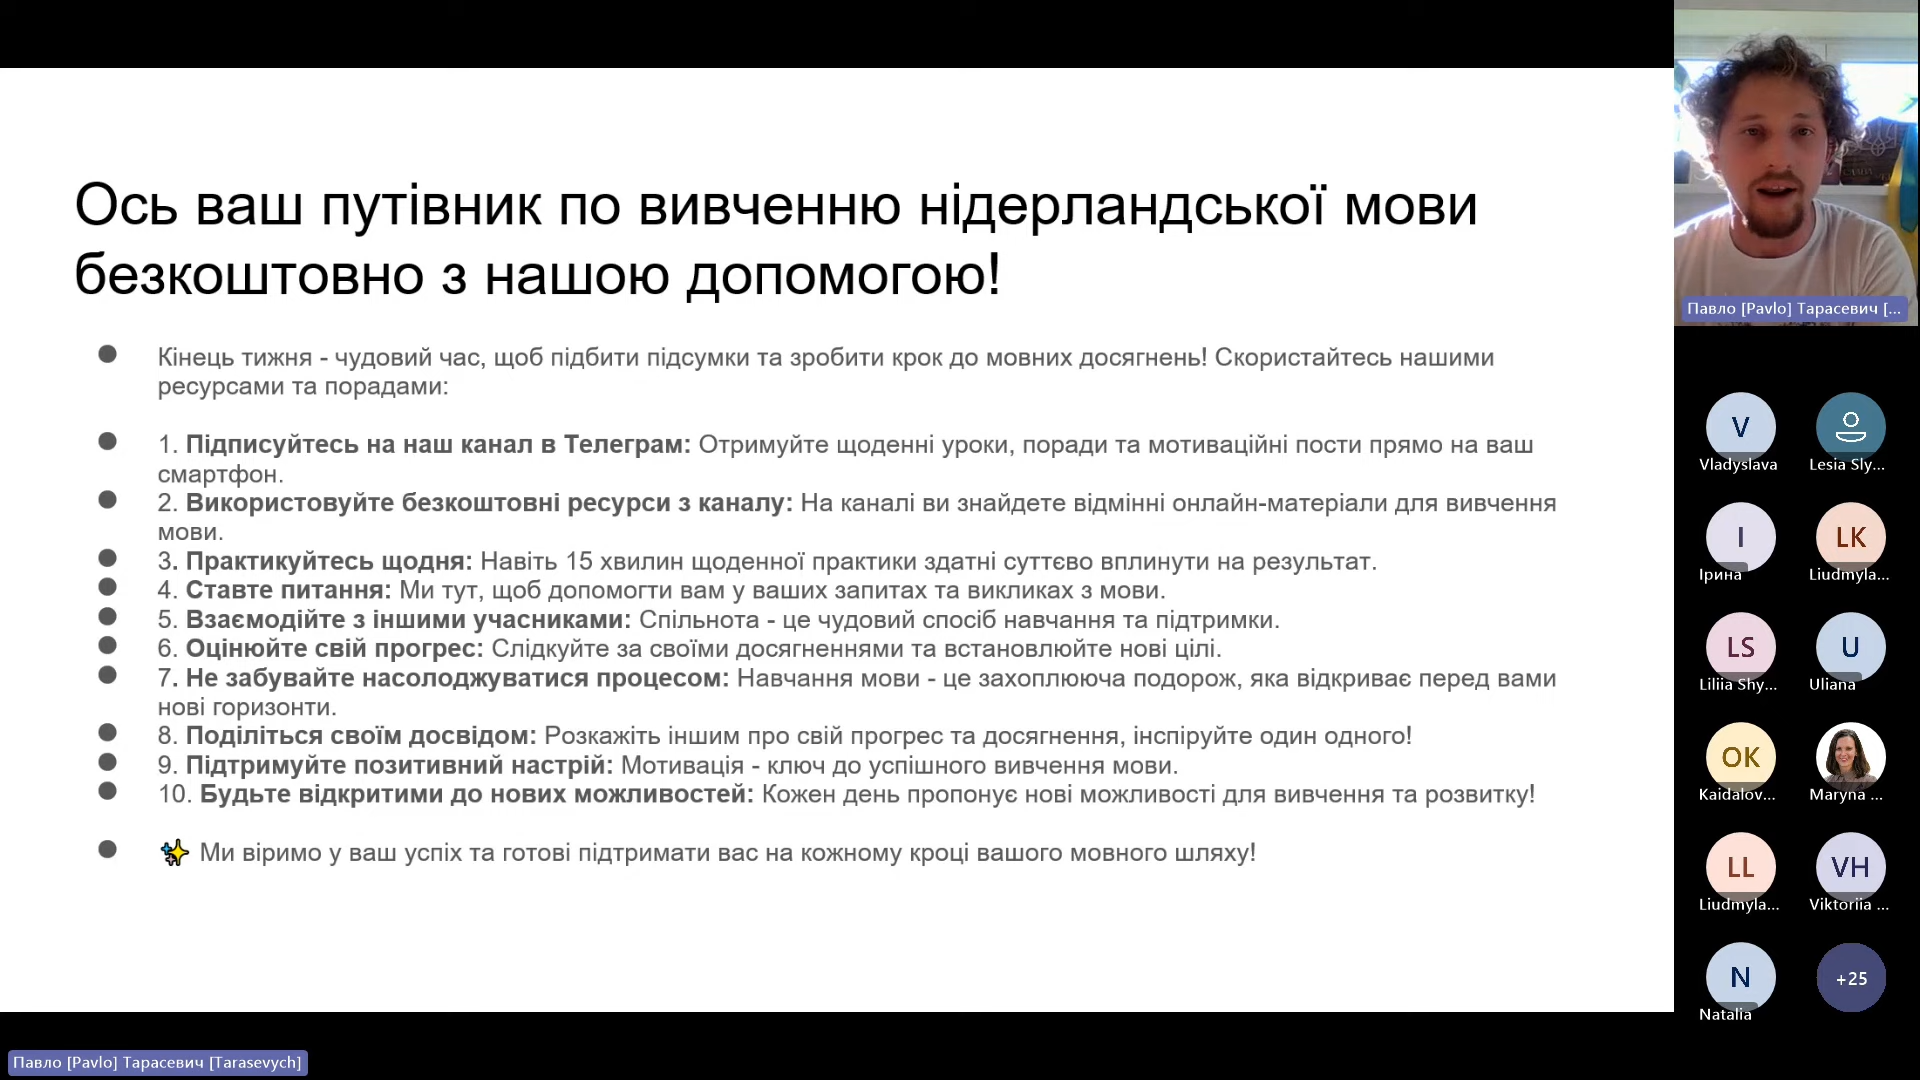 Ось ваш путівник по вивченню нідерландської мови
безкоштовно з нашою допомогою!
Кінець тижня - чудовий час, щоб підбити підсумки та зробити крок до мовних досягнень! Скористайтесь нашими
ресурсами та порадами:
1. Підписуйтесь на наш канал в Телеграм: Отримуйте щоденні уроки, поради та мотиваційні пости прямо на ваш
смартфон.
2. Використовуйте безкоштовні ресурси з каналу: На каналі ви знайдете відмінні онлайн-матеріали для вивчення
мови.
3. Практикуйтесь щодня: Навіть 15 хвилин щоденної практики здатні суттєво вплинути на результат.
4. Ставте питання: Ми тут, щоб допомогти вам у ваших запитах та викликах з мови.
5. Взаємодійте з іншими учасниками: Спільнота - це чудовий спосіб навчання та підтримки.
6. Оцінюйте свій прогрес: Слідкуйте за своїми досягненнями та встановлюйте нові цілі.
7. Не забувайте насолоджуватися процесом: Навчання мови - це захоплююча подорож, яка відкриває перед вами
нові горизонти.
8. Поділіться своїм досвідом: Розкажіть іншим про свій прогрес та досягнення, інспіруйте один одного!
9. Підтримуйте позитивний настрій: Мотивація - ключ до успішного вивчення мови.
10. Будьте відкритими до нових можливостей: Кожен день пропонує нові можливості для вивчення та розвитку!
✨ Ми віримо у ваш успіх та готові підтримати вас на кожному кроці вашого мовного шляху!
Павло [Pavlo] Тарасевич [...
V
Vladyslava
Lesia Sly...
I
Ірина
LK
Liudmyla...
LS
Liliia Shy...
U
Uliana
OK
Kaidalov...
Maryna ...
LL
Liudmyla...
VH
Viktoriia ...
N
Natalia
+25
Павло [Pavlo] Тарасевич [Tarasevych]